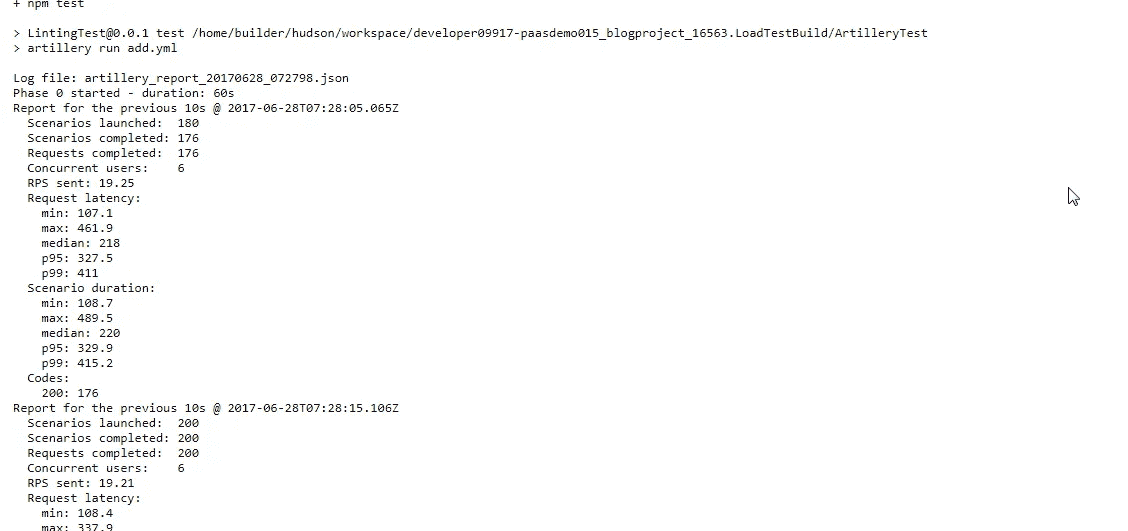 + npm test
> LintingTest@0.0.1 test /home/builder/hudson/workspace/developer09917-paasdemo015_blogproject_16563.LoadTestBuild/ArtilleryTest
> artillery run add.yml
Log file: artillery_report_20170628_072798.json
Phase 0 started - duration: 60s
Report for the previous 10s @ 2017-06-28T07:28:05.065Z
Scenarios launched: 180
Scenarios completed: 176
Requests completed: 176
Concurrent users: 6
RPS sent: 19.25
Request latency:
min: 107.1
max: 461.9
median: 218
p95: 327.5
p99: 411
Scenario duration:
min: 108.7
max: 489.5
median: 220
p95: 329.9
p99: 415.2
Codes:
200: 176
Report for the previous 10s @ 2017-06-28T07:28:15.106Z
Scenarios launched: 200
Scenarios completed: 200
Requests completed: 200
Concurrent users: 6
RPS sent: 19.21
Request latency:
min: 108.4
max: 337.9